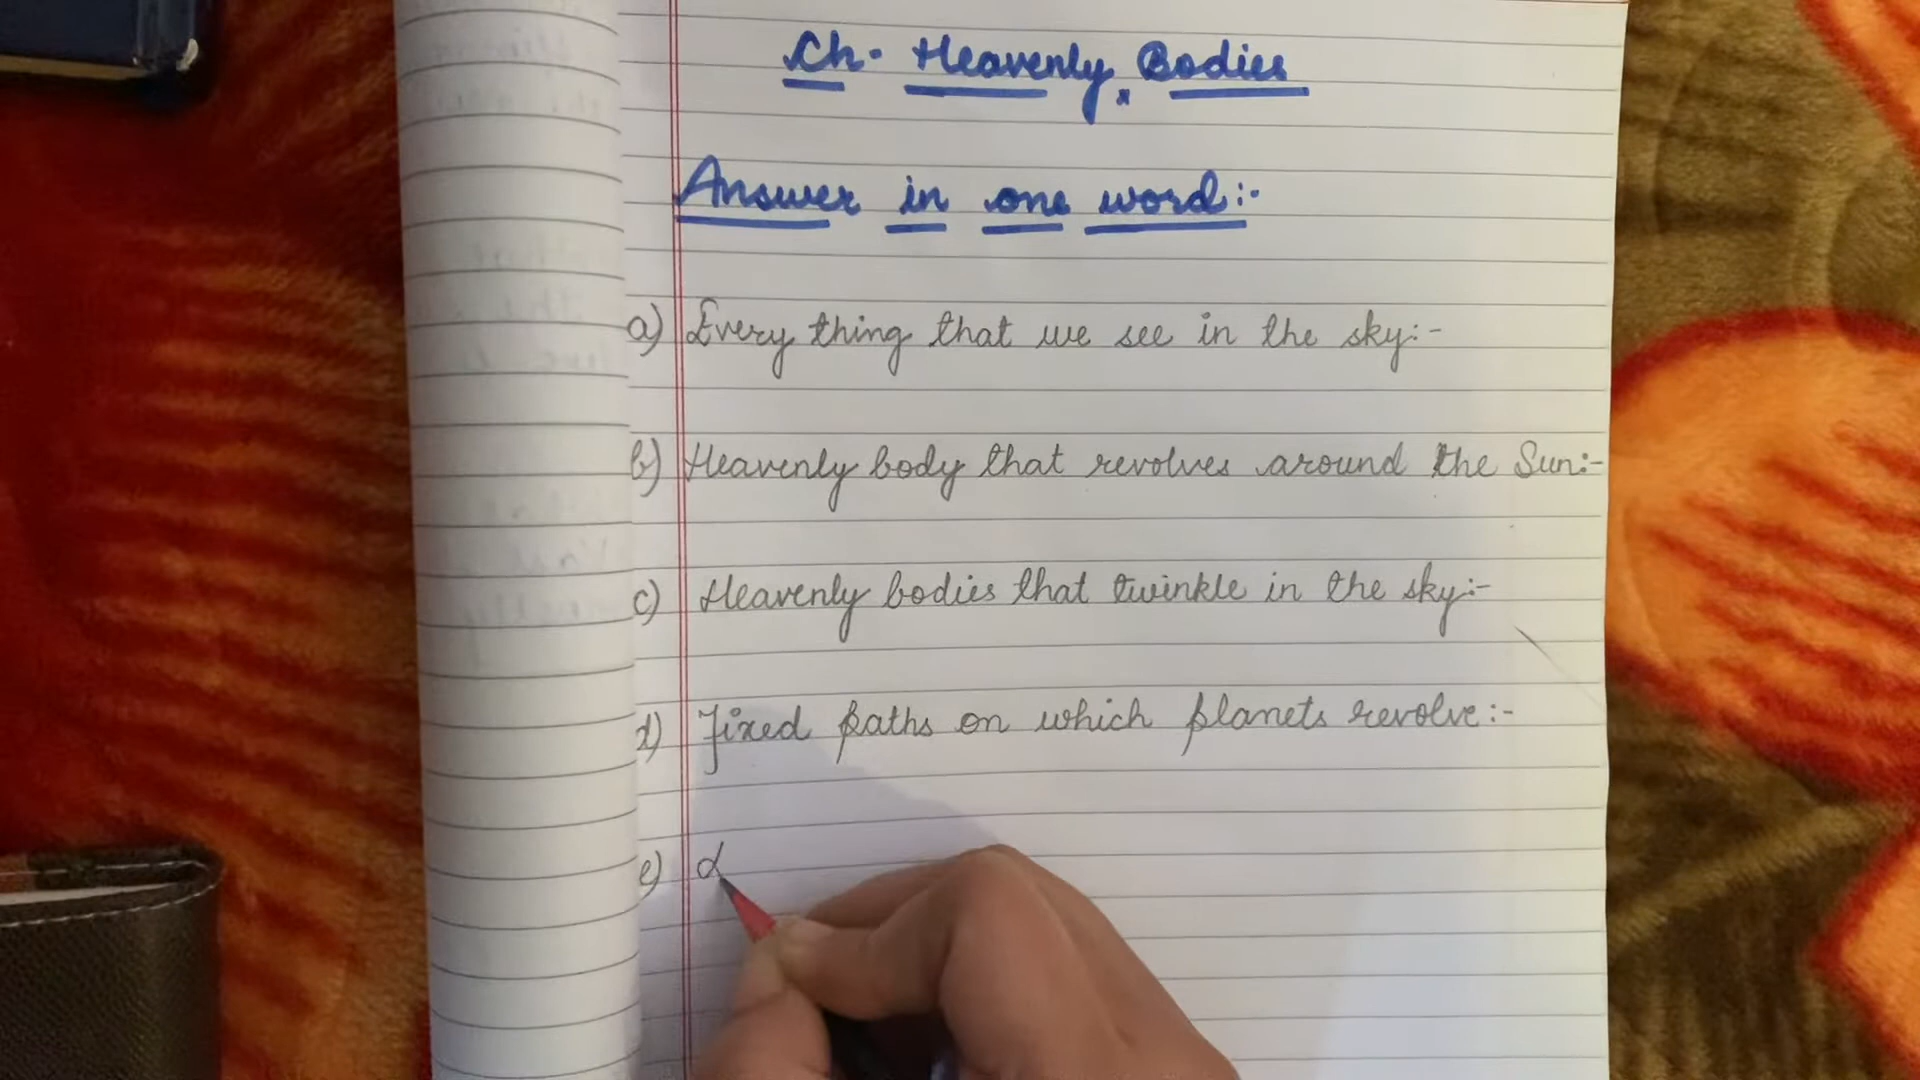 Ch. Heavenly Bodies
Answer in one word:-
a) Every thing that we see in the sky:-
b) Heavenly body that revolves around the Sun:-
c) Heavenly bodies that twinkle in the sky:-
d) Fixed paths on which planets revolve:-
e)